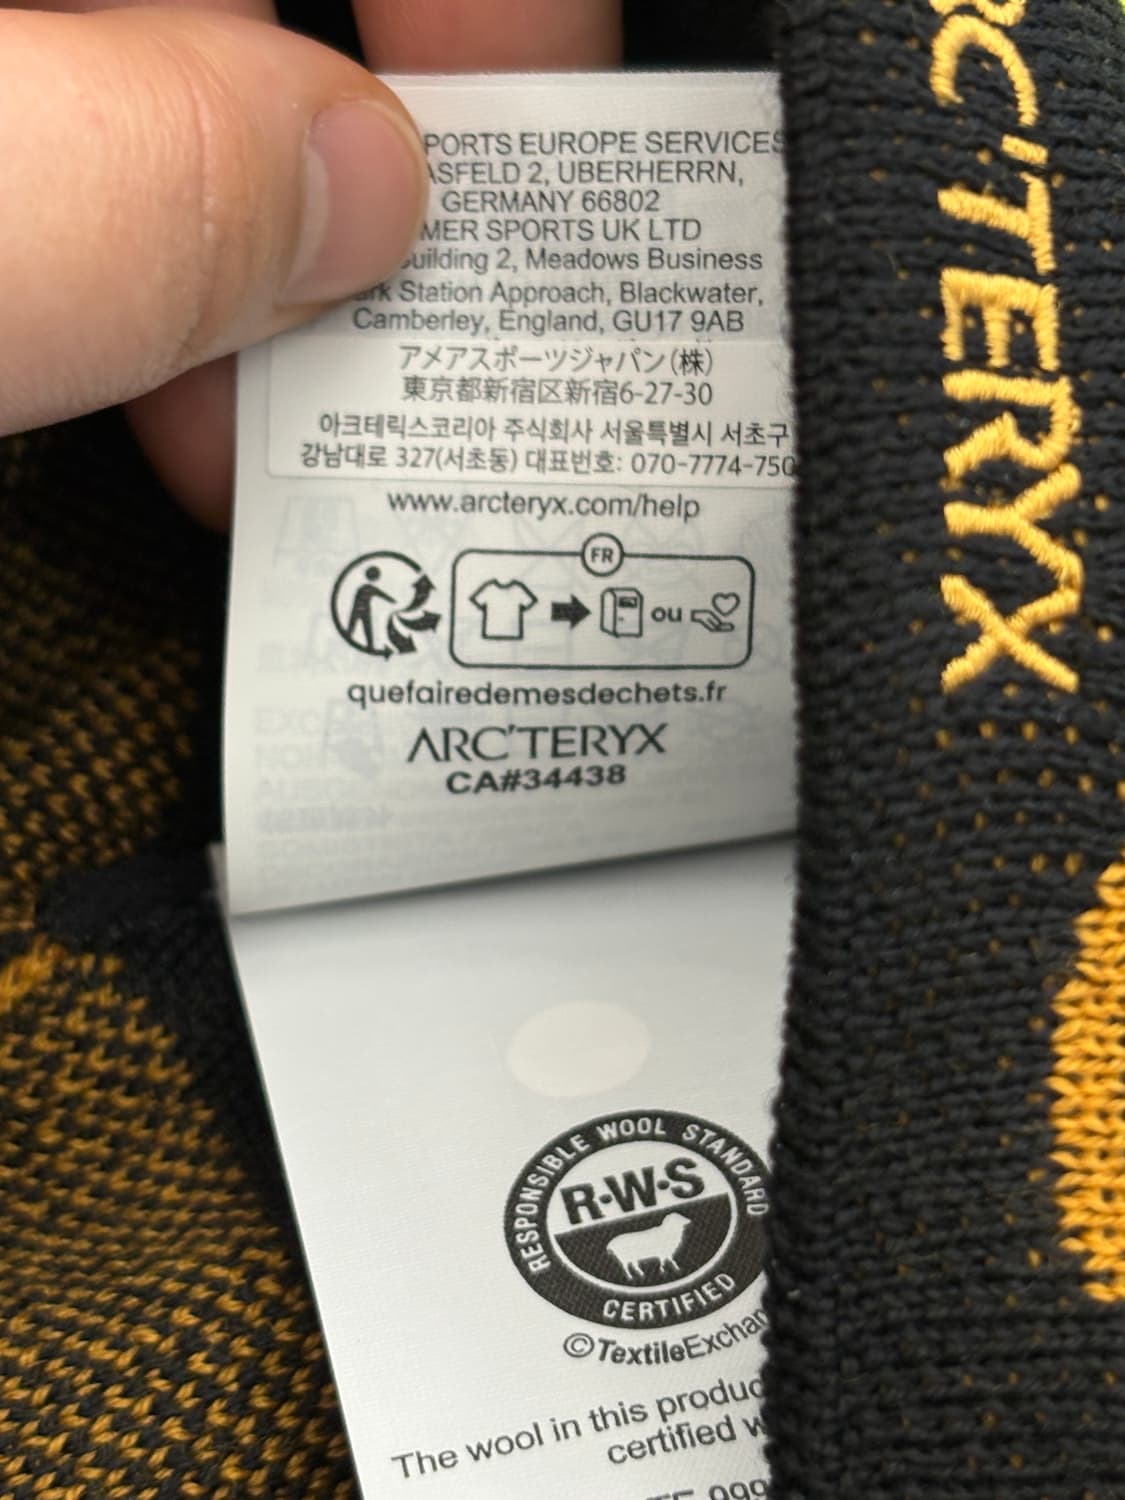 PORTS EUROPE SERVICES
ASFELD 2, UBERHERRN,
GERMANY 66802
MER SPORTS UK LTD
Building 2, Meadows Business
Park Station Approach, Blackwater,
Camberley, England, GU17 9AB
アメアスポーツジャパン(株)
東京都新宿区新宿6-27-30
아크테릭스코리아 주식회사 서울특별시 서초구
강남대로 327(서초동) 대표번호: 070-7774-750
www.arcteryx.com/help
FR
ou
quefairedemesdechets.fr
ARC'TERYX
CA#34438
RESPONSIBLE WOOL STANDARD
R·W·S
CERTIFIED
©TextileExchan
The wool in this produc
certified w
C'TERYX